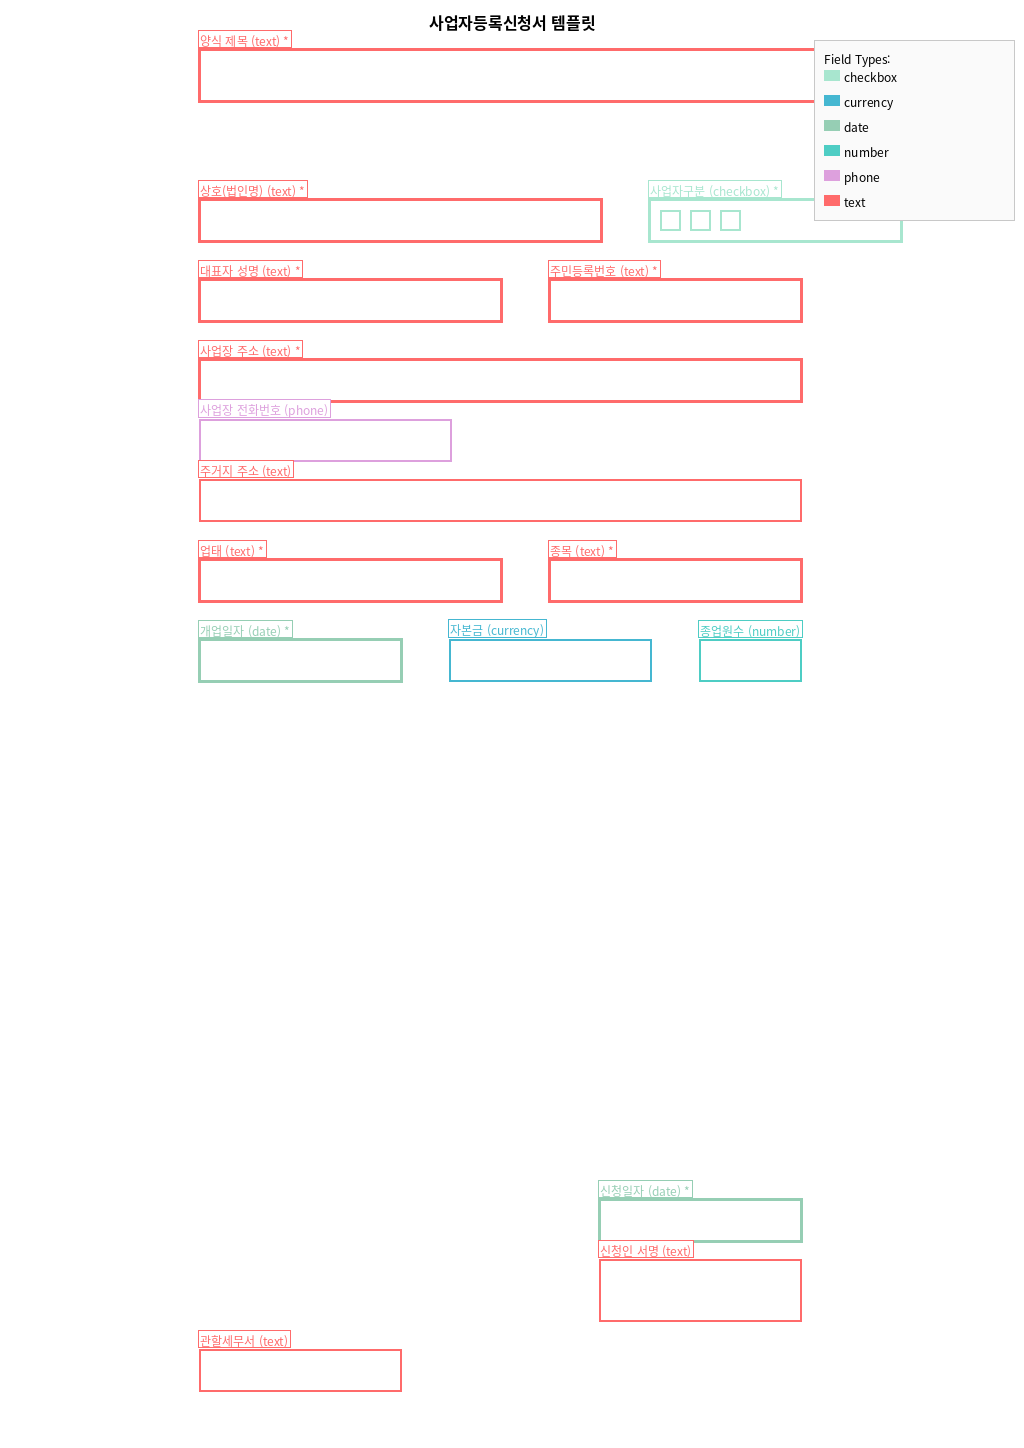 사업자등록신청서 템플릿
양식 제목 (text) *
Field Types:
checkbox
currency
date
number
phone
text
상호(법인명) (text) *
사업자구분 (checkbox) *
대표자 성명 (text) *
주민등록번호 (text) *
사업장 주소 (text) *
사업장 전화번호 (phone)
주거지 주소 (text)
업태 (text) *
종목 (text) *
개업일자 (date) *
자본금 (currency)
종업원수 (number)
신청일자 (date) *
신청인 서명 (text)
관할세무서 (text)